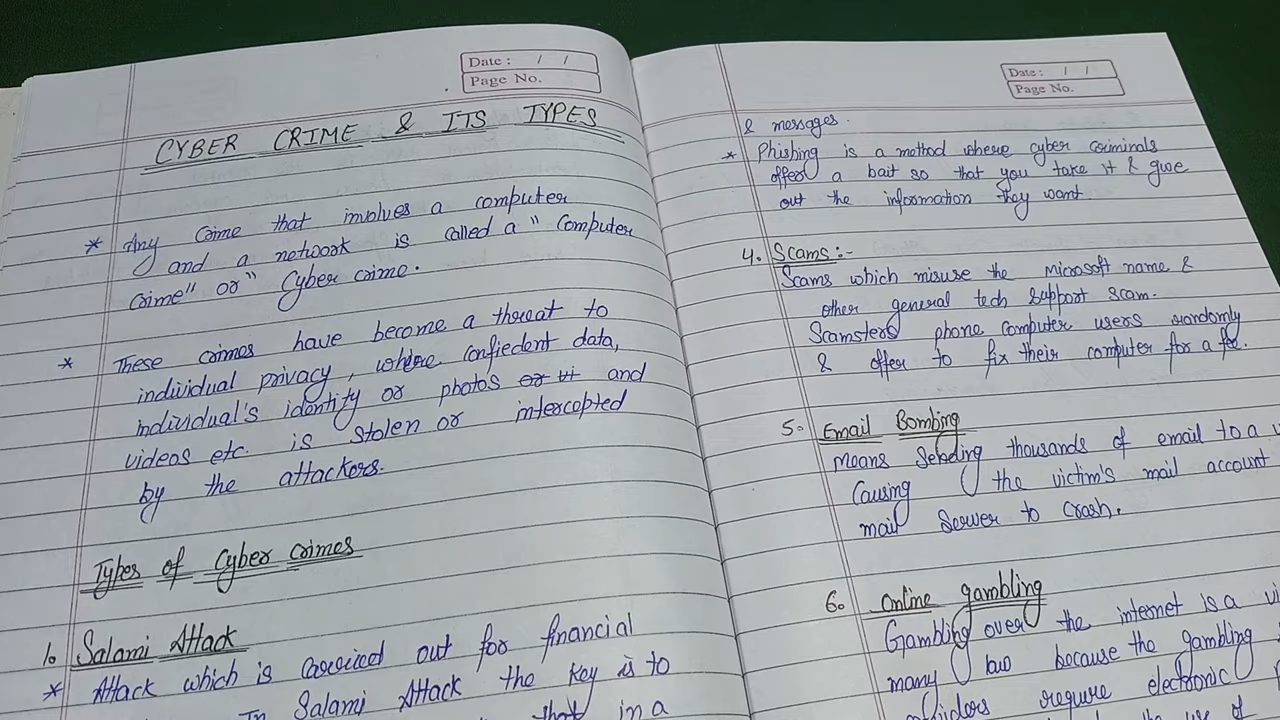 Date : / /
Page No.
CYBER CRIME & ITS TYPES
* Any crime that involves a computer
and a network is called a " Computer
crime" or " Cyber crime.
* These crimes have become a threat to
individual privacy, where confiedent data,
individual's identity or photos and
videos etc. is stolen or intercepted
by the attackers.
Types of Cyber Crimes
1. Salami Attack
* Attack which is carried out for financial
In Salami Attack the key is to
that in a
Date : / /
Page No.
& messages.
* Phishing is a method where cyber criminals
offer a bait so that you take it & give
out the information they want.
4. Scams :-
Scams which misuse the Microsoft name &
other general tech support scam.
Scamsters phone computer users randomly
& offer to fix their computer for a fee.
5. Email Bombing
Means sending thousands of email to a
Causing the victim's mail account
mail server to crash.
6. Online gambling
Gambling over the internet is a
many law because the gambling
require electronic
the use of